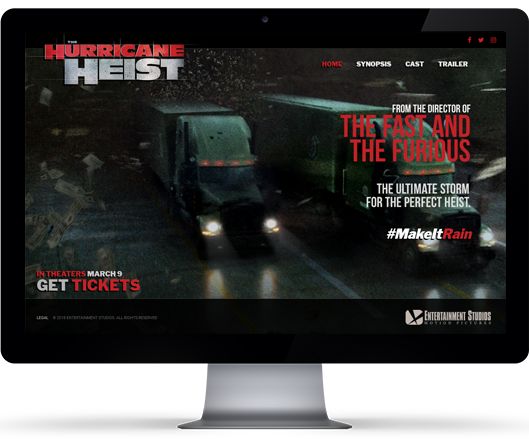 THE
HURRICANE
HEIST
HOME SYNOPSIS CAST TRAILER
FROM THE DIRECTOR OF
THE FAST AND
THE FURIOUS
THE ULTIMATE STORM
FOR THE PERFECT HEIST
#MakeItRain
IN THEATERS MARCH 9
GET TICKETS
LEGAL © 2018 ENTERTAINMENT STUDIOS. ALL RIGHTS RESERVED
ENTERTAINMENT STUDIOS
MOTION PICTURES